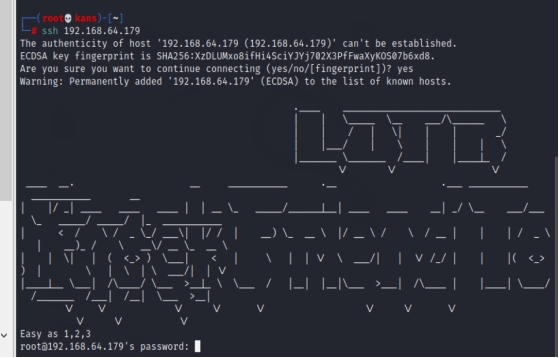 ┌──(root💀kans)-[~]
└─# ssh 192.168.64.179
The authenticity of host '192.168.64.179 (192.168.64.179)' can't be established.
ECDSA key fingerprint is SHA256:XzDLUMxo8ifHi4SciYJYj702X3PfFwaXyKOS07b6xd8.
Are you sure you want to continue connecting (yes/no/[fingerprint])? yes
Warning: Permanently added '192.168.64.179' (ECDSA) to the list of known hosts.
Easy as 1,2,3
root@192.168.64.179's password: